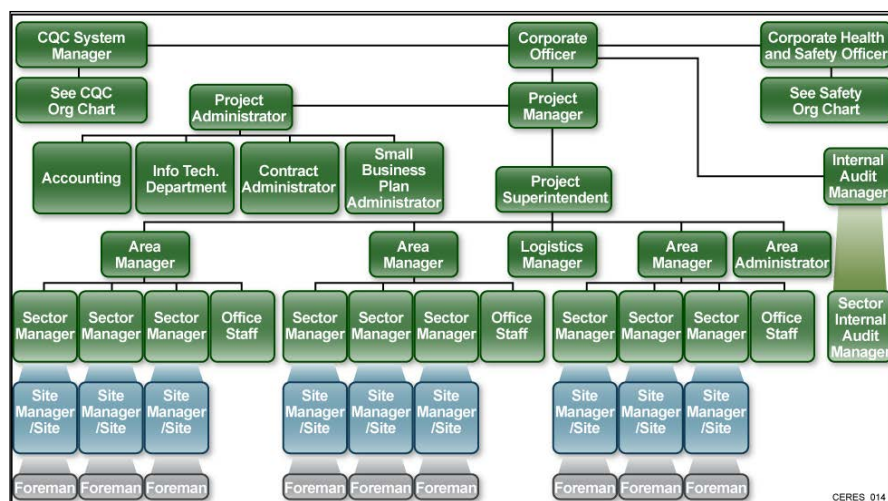 CQC System
Manager
Corporate
Officer
Corporate Health
and Safety Officer
See CQC
Org Chart
Project
Administrator
Project
Manager
See Safety
Org Chart
Accounting
Info Tech.
Department
Contract
Administrator
Small
Business
Plan
Administrator
Project
Superintendent
Internal
Audit
Manager
Area
Manager
Area
Manager
Logistics
Manager
Area
Manager
Area
Administrator
Sector
Manager
Sector
Manager
Sector
Manager
Office
Staff
Sector
Manager
Sector
Manager
Sector
Manager
Office
Staff
Sector
Manager
Sector
Manager
Sector
Manager
Office
Staff
Sector
Internal
Audit
Manager
Site
Manager
/Site
Site
Manager
/Site
Site
Manager
/Site
Site
Manager
/Site
Site
Manager
/Site
Site
Manager
/Site
Site
Manager
/Site
Site
Manager
/Site
Site
Manager
/Site
Foreman
Foreman
Foreman
Foreman
Foreman
Foreman
Foreman
Foreman
Foreman
CERES_014